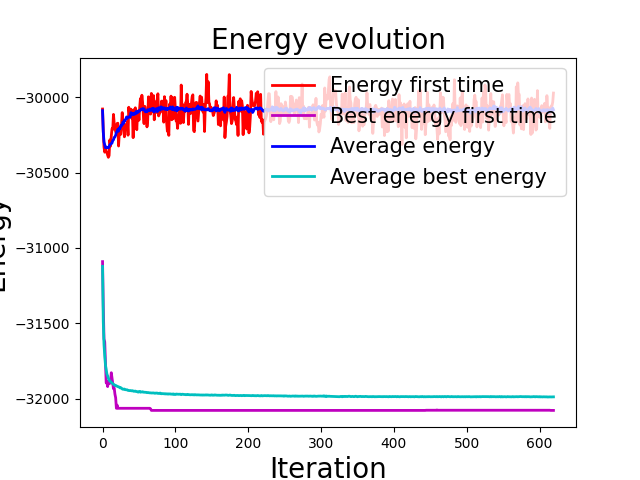 Energy evolution
Energy first time
Best energy first time
Average energy
Average best energy
−30000
−30500
−31000
−31500
−32000
Energy
0 100 200 300 400 500 600
Iteration